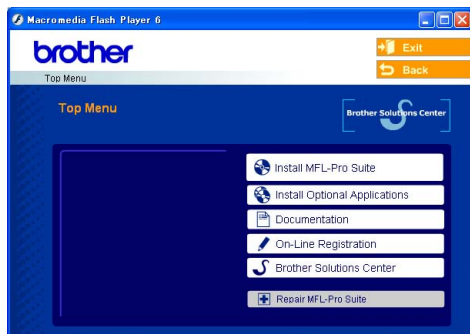 Macromedia Flash Player 6
brother
Exit
Back
Top Menu
Top Menu
Brother Solutions Center
Install MFL-Pro Suite
Install Optional Applications
Documentation
On-Line Registration
Brother Solutions Center
Repair MFL-Pro Suite